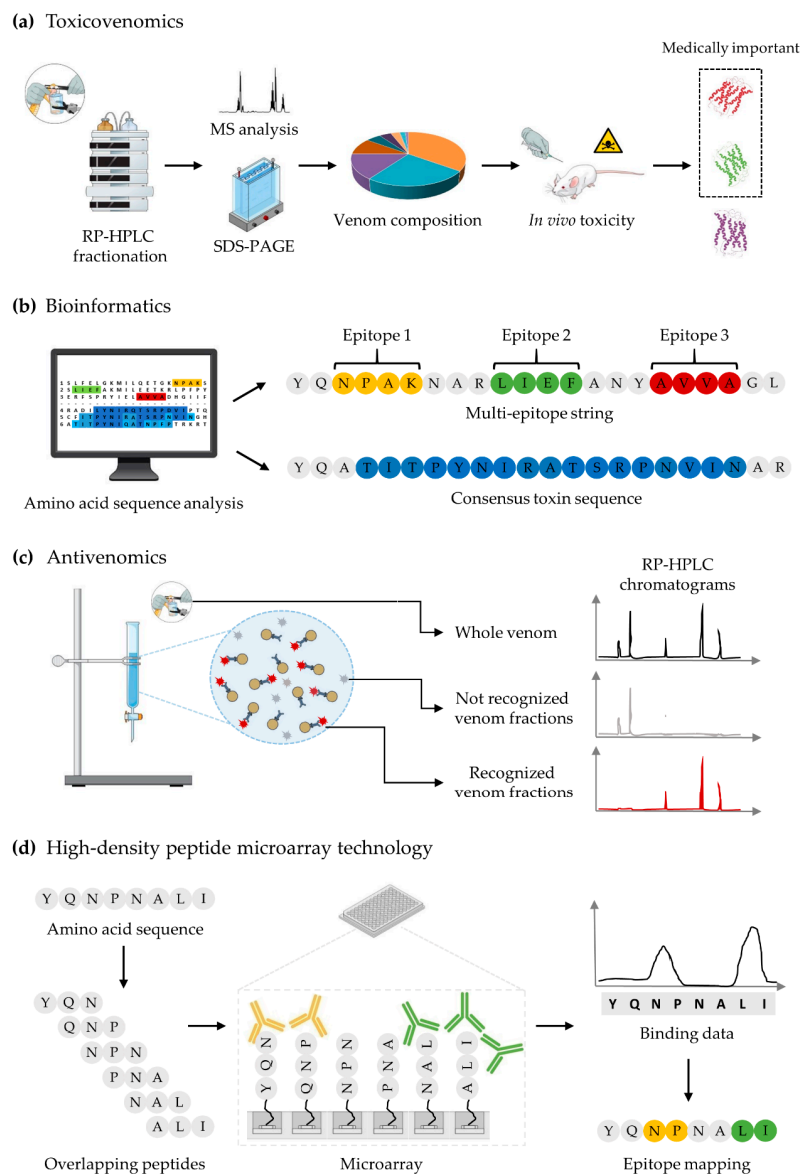 (a) Toxicovenomics
Medically important
MS analysis
RP-HPLC
fractionation
SDS-PAGE
Venom composition
In vivo toxicity
(b) Bioinformatics
1 S L F E L G K M I L Q E T G K N P A K S
2 S L I E F A K M I L E E T K R L P F P Y
3 E R F S P R Y I E L A V V A D H G I I F
Amino acid sequence analysis
Epitope 1 Epitope 2 Epitope 3
Y Q N P A K N A R L I E F A N Y A V V A G L
Multi-epitope string
Y Q A T I T P Y N I R A T S R P N V I N A R
Consensus toxin sequence
(c) Antivenomics
RP-HPLC
chromatograms
Whole venom
Not recognized
venom fractions
Recognized
venom fractions
(d) High-density peptide microarray technology
Y Q N P N A L I
Amino acid sequence
Y Q N
Q N P
N P N
P N A
N A L
A L I
Overlapping peptides
Y Q N
Q N P
N P N
P N A
N A L
A L I
Microarray
Y Q N P N A L I
Binding data
Y Q N P N A L I
Epitope mapping